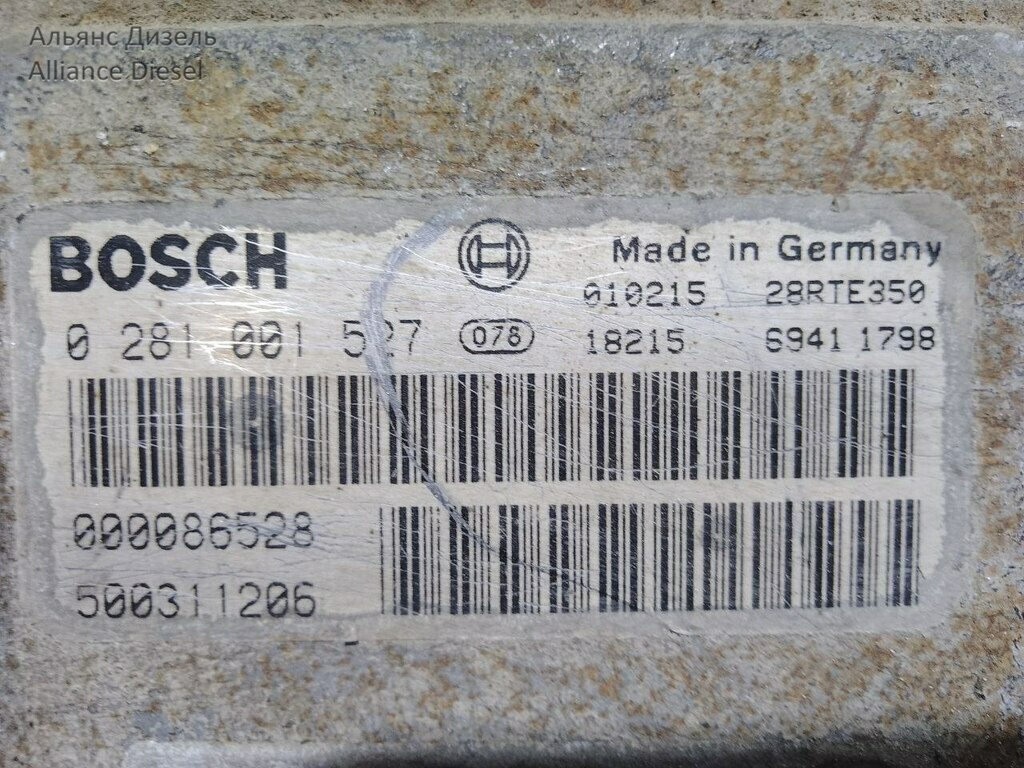 Альянс Дизель
Alliance Diesel
BOSCH Made in Germany
010215 28RTE350
0 281 001 527 078 18215 6941 1798
000086528
500311206